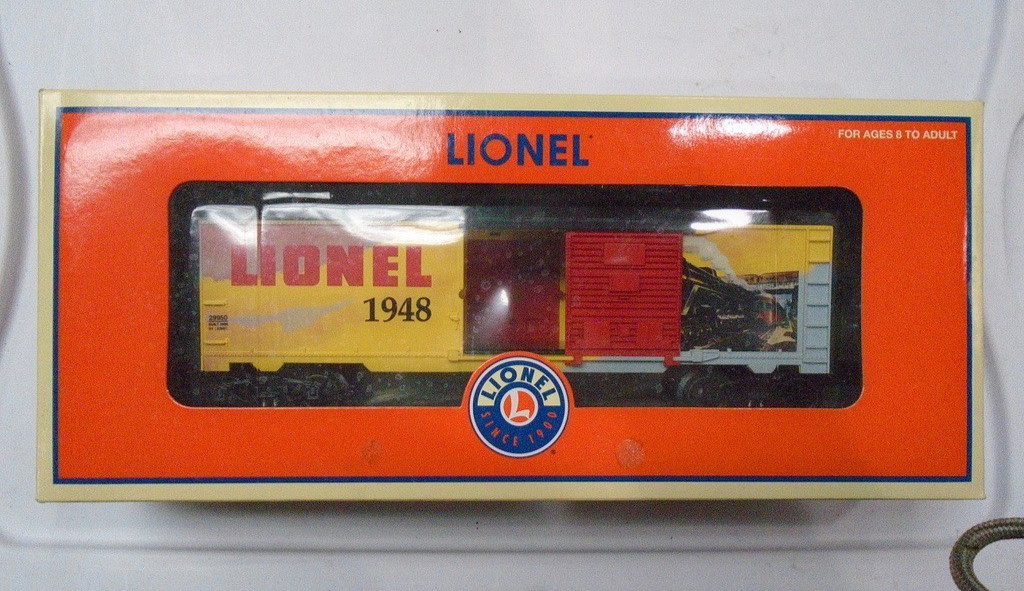 LIONEL
FOR AGES 8 TO ADULT
LIONEL
1948
29950
LIONEL
L
SINCE 1900